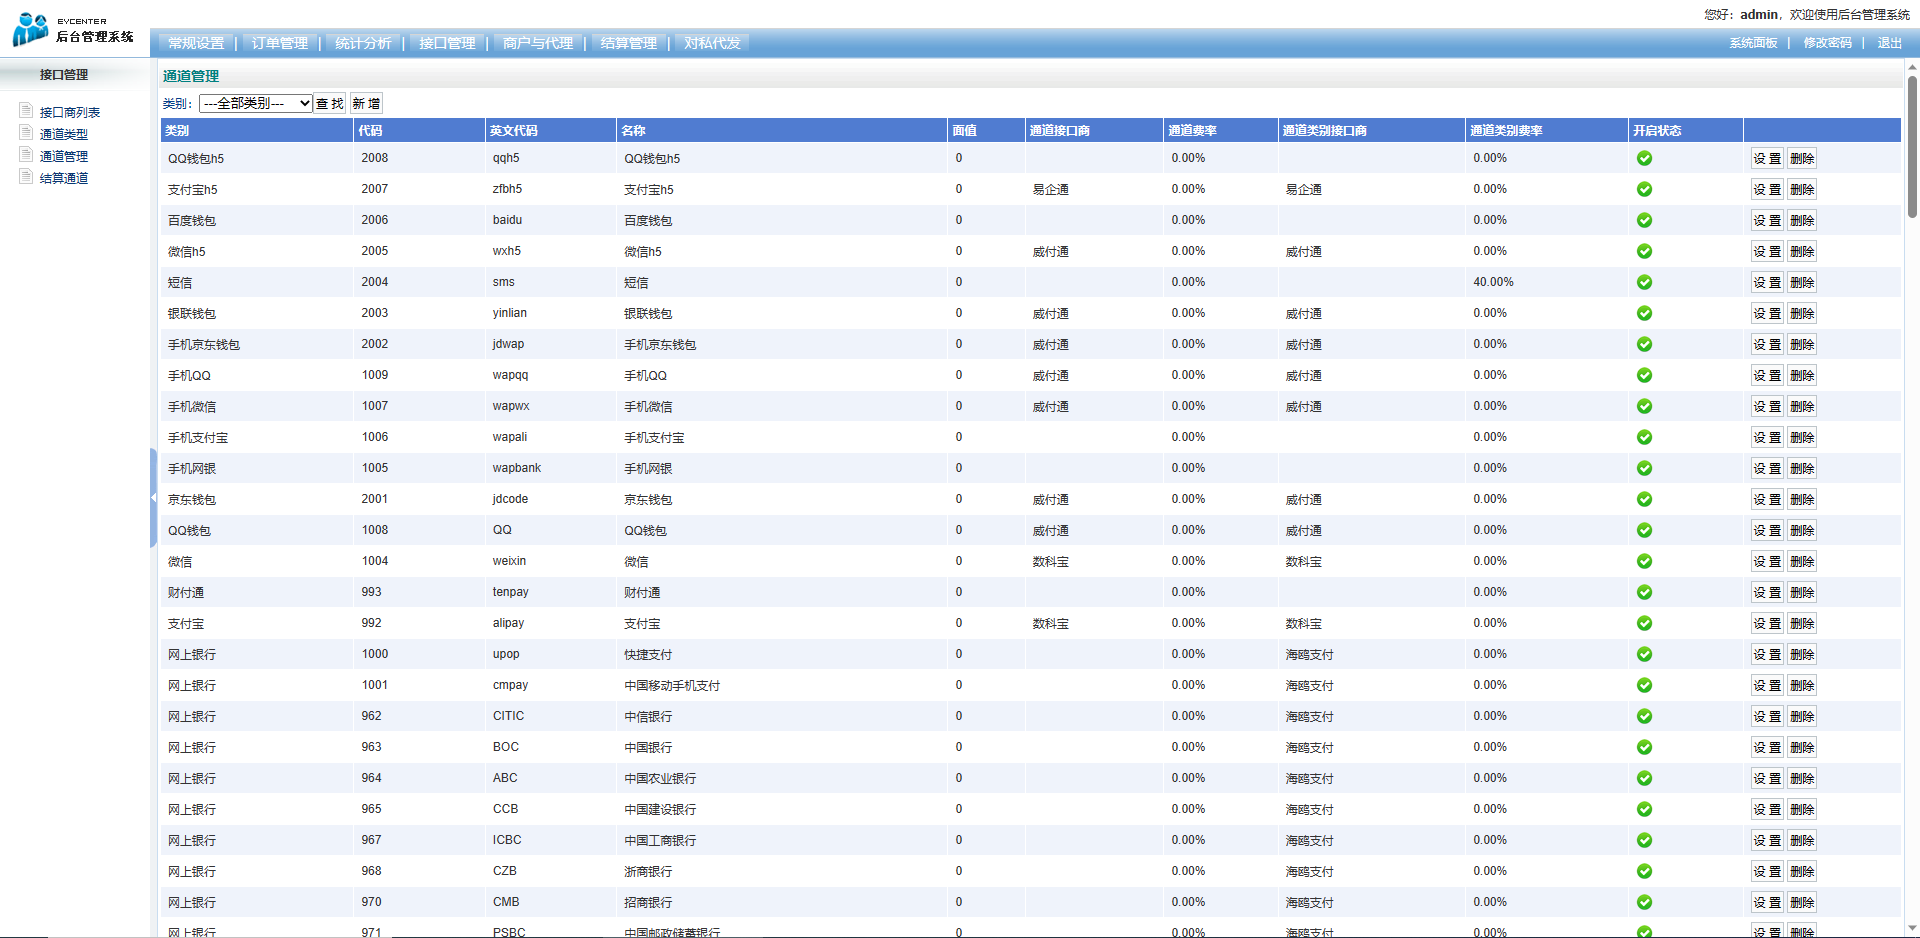 EVCENTER
后台管理系统
您好：admin，欢迎使用后台管理系统
常规设置 | 订单管理 | 统计分析 | 接口管理 | 商户与代理 | 结算管理 | 对私代发
系统面板 | 修改密码 | 退出
接口管理
接口商列表
通道类型
通道管理
结算通道
通道管理
类别： ---全部类别--- 查 找 新 增
类别 代码 英文代码 名称 面值 通道接口商 通道费率 通道类别接口商 通道类别费率 开启状态
QQ钱包h5 2008 qqh5 QQ钱包h5 0 0.00% 0.00% 设 置 删除
支付宝h5 2007 zfbh5 支付宝h5 0 易企通 0.00% 易企通 0.00% 设 置 删除
百度钱包 2006 baidu 百度钱包 0 0.00% 0.00% 设 置 删除
微信h5 2005 wxh5 微信h5 0 威付通 0.00% 威付通 0.00% 设 置 删除
短信 2004 sms 短信 0 0.00% 40.00% 设 置 删除
银联钱包 2003 yinlian 银联钱包 0 威付通 0.00% 威付通 0.00% 设 置 删除
手机京东钱包 2002 jdwap 手机京东钱包 0 威付通 0.00% 威付通 0.00% 设 置 删除
手机QQ 1009 wapqq 手机QQ 0 威付通 0.00% 威付通 0.00% 设 置 删除
手机微信 1007 wapwx 手机微信 0 威付通 0.00% 威付通 0.00% 设 置 删除
手机支付宝 1006 wapali 手机支付宝 0 0.00% 0.00% 设 置 删除
手机网银 1005 wapbank 手机网银 0 0.00% 0.00% 设 置 删除
京东钱包 2001 jdcode 京东钱包 0 威付通 0.00% 威付通 0.00% 设 置 删除
QQ钱包 1008 QQ QQ钱包 0 威付通 0.00% 威付通 0.00% 设 置 删除
微信 1004 weixin 微信 0 数科宝 0.00% 数科宝 0.00% 设 置 删除
财付通 993 tenpay 财付通 0 0.00% 0.00% 设 置 删除
支付宝 992 alipay 支付宝 0 数科宝 0.00% 数科宝 0.00% 设 置 删除
网上银行 1000 upop 快捷支付 0 0.00% 海鸥支付 0.00% 设 置 删除
网上银行 1001 cmpay 中国移动手机支付 0 0.00% 海鸥支付 0.00% 设 置 删除
网上银行 962 CITIC 中信银行 0 0.00% 海鸥支付 0.00% 设 置 删除
网上银行 963 BOC 中国银行 0 0.00% 海鸥支付 0.00% 设 置 删除
网上银行 964 ABC 中国农业银行 0 0.00% 海鸥支付 0.00% 设 置 删除
网上银行 965 CCB 中国建设银行 0 0.00% 海鸥支付 0.00% 设 置 删除
网上银行 967 ICBC 中国工商银行 0 0.00% 海鸥支付 0.00% 设 置 删除
网上银行 968 CZB 浙商银行 0 0.00% 海鸥支付 0.00% 设 置 删除
网上银行 970 CMB 招商银行 0 0.00% 海鸥支付 0.00% 设 置 删除
网上银行 971 PSBC 中国邮政储蓄银行 0 0.00% 海鸥支付 0.00% 设 置 删除